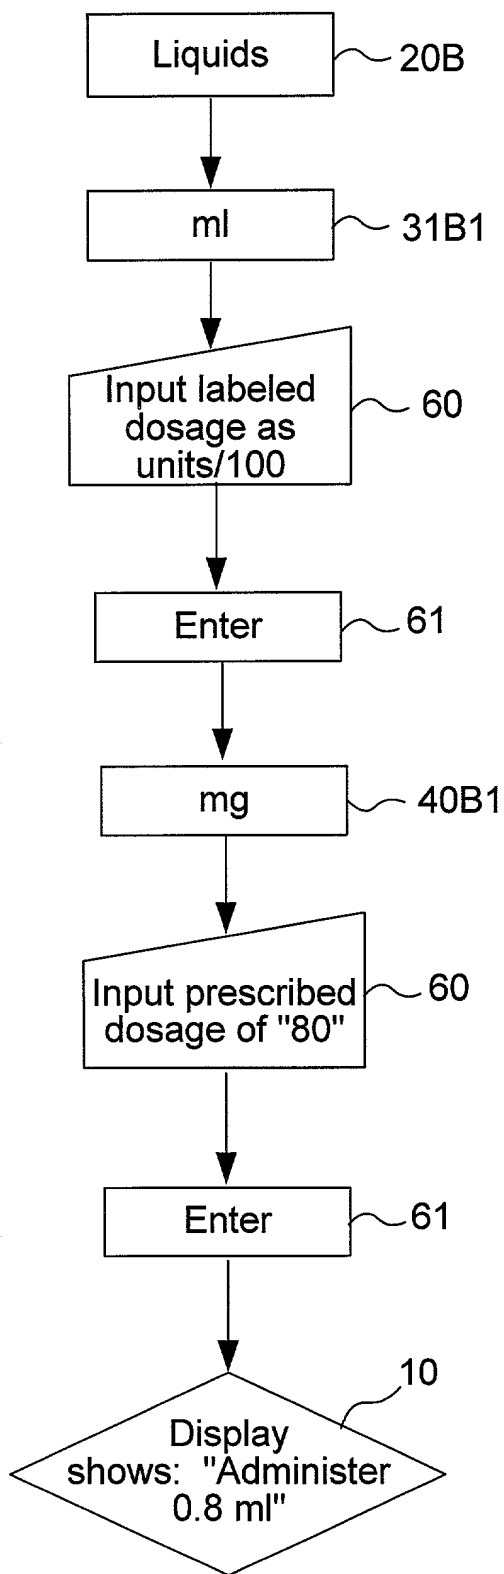 Liquids
20B
ml
31B1
Input labeled
dosage as
units/100
60
Enter
61
mg
40B1
Input prescribed
dosage of "80"
60
Enter
61
10
Display
shows: "Administer
0.8 ml"